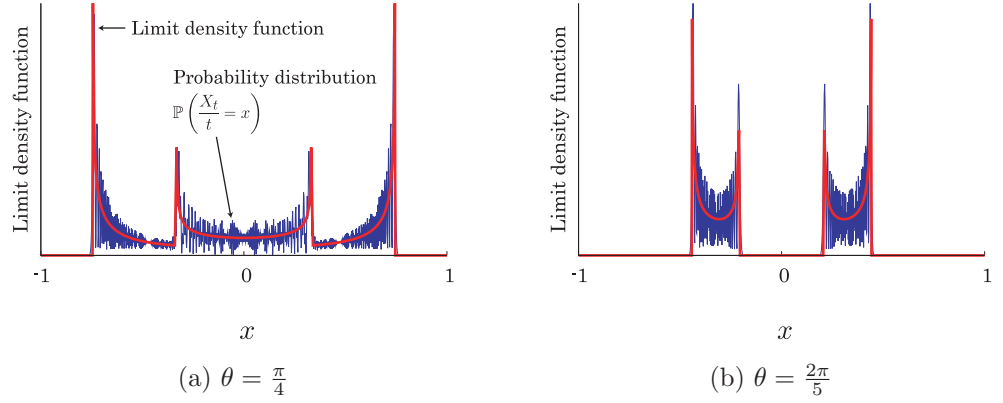 Limit density function
Limit density function
Probability distribution
ℙ(X_t/t = x)
-1
0
1
x
(a) θ = π/4
Limit density function
-1
0
1
x
(b) θ = 2π/5